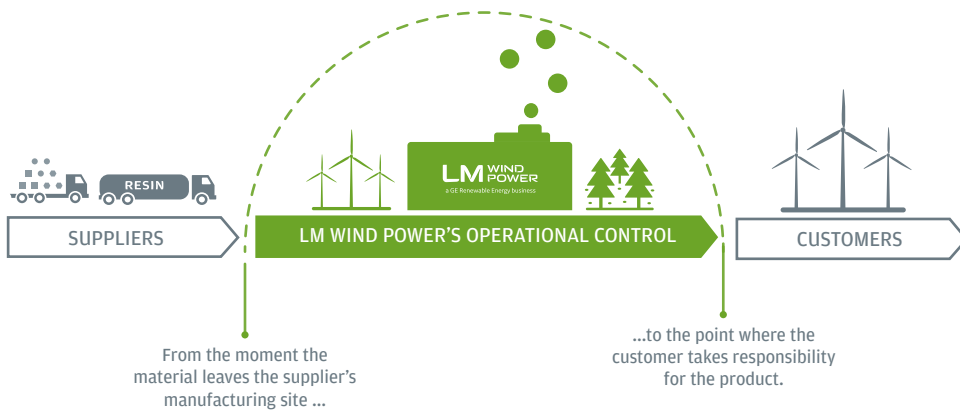 RESIN
LM WIND
POWER
a GE Renewable Energy business
SUPPLIERS
LM WIND POWER'S OPERATIONAL CONTROL
CUSTOMERS
From the moment the
material leaves the supplier's
manufacturing site ...
...to the point where the
customer takes responsibility
for the product.